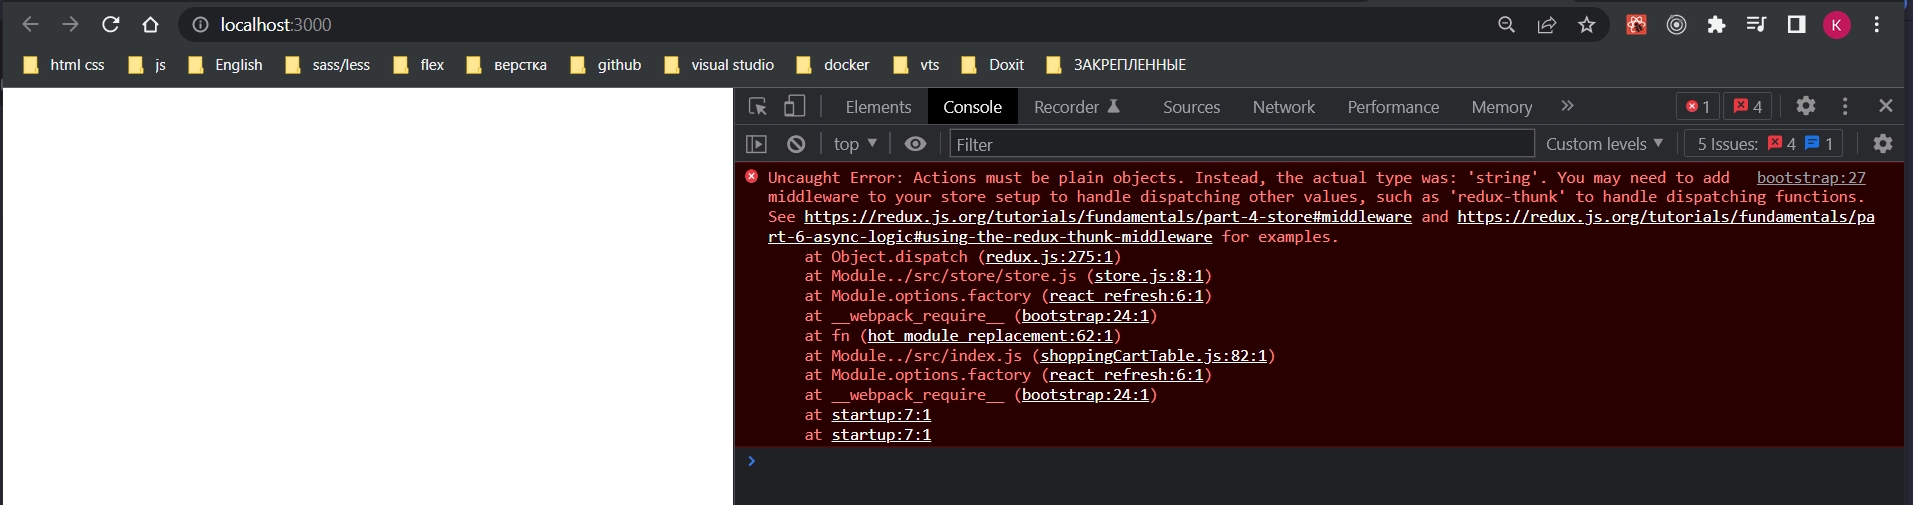 localhost:3000
K
html css js English sass/less flex верстка github visual studio docker vts Doxit ЗАКРЕПЛЕННЫЕ
Elements Console Recorder Sources Network Performance Memory » 1 4
top Filter Custom levels 5 Issues: 4 1
Uncaught Error: Actions must be plain objects. Instead, the actual type was: 'string'. You may need to add bootstrap:27
middleware to your store setup to handle dispatching other values, such as 'redux-thunk' to handle dispatching functions.
See https://redux.js.org/tutorials/fundamentals/part-4-store#middleware and https://redux.js.org/tutorials/fundamentals/pa
rt-6-async-logic#using-the-redux-thunk-middleware for examples.
at Object.dispatch (redux.js:275:1)
at Module../src/store/store.js (store.js:8:1)
at Module.options.factory (react refresh:6:1)
at __webpack_require__ (bootstrap:24:1)
at fn (hot module replacement:62:1)
at Module../src/index.js (shoppingCartTable.js:82:1)
at Module.options.factory (react refresh:6:1)
at __webpack_require__ (bootstrap:24:1)
at startup:7:1
at startup:7:1